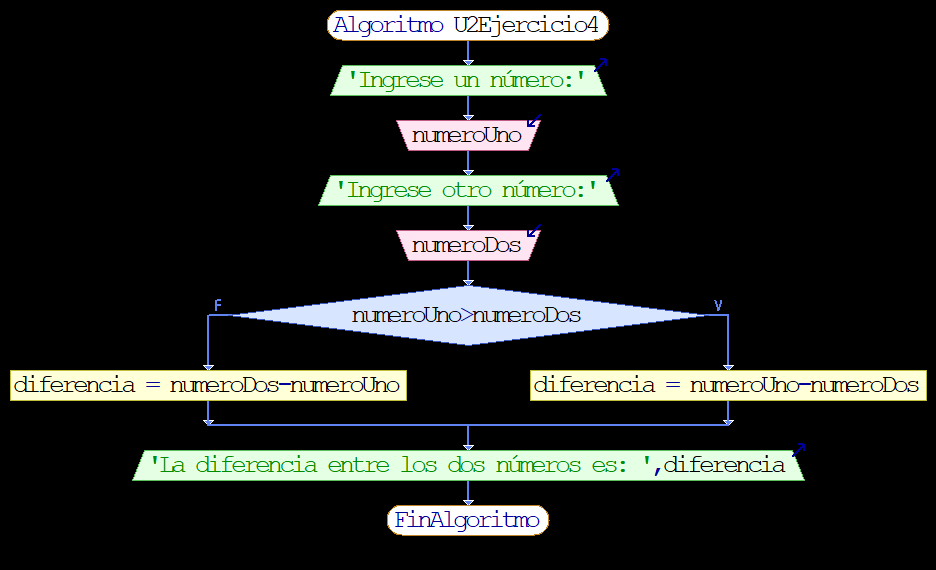 Algoritmo U2Ejercicio4
'Ingrese un número:'
numeroUno
'Ingrese otro número:'
numeroDos
F
numeroUno>numeroDos
V
diferencia = numeroDos-numeroUno
diferencia = numeroUno-numeroDos
'La diferencia entre los dos números es: ',diferencia
FinAlgoritmo